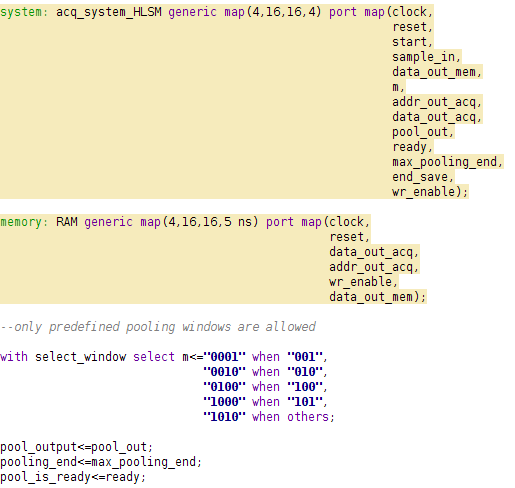 system: acq_system_HLSM generic map(4,16,16,4) port map(clock,
reset,
start,
sample_in,
data_out_mem,
m,
addr_out_acq,
data_out_acq,
pool_out,
ready,
max_pooling_end,
end_save,
wr_enable);
memory: RAM generic map(4,16,16,5 ns) port map(clock,
reset,
data_out_acq,
addr_out_acq,
wr_enable,
data_out_mem);
--only predefined pooling windows are allowed
with select_window select m<="0001" when "001",
"0010" when "010",
"0100" when "100",
"1000" when "101",
"1010" when others;
pool_output<=pool_out;
pooling_end<=max_pooling_end;
pool_is_ready<=ready;